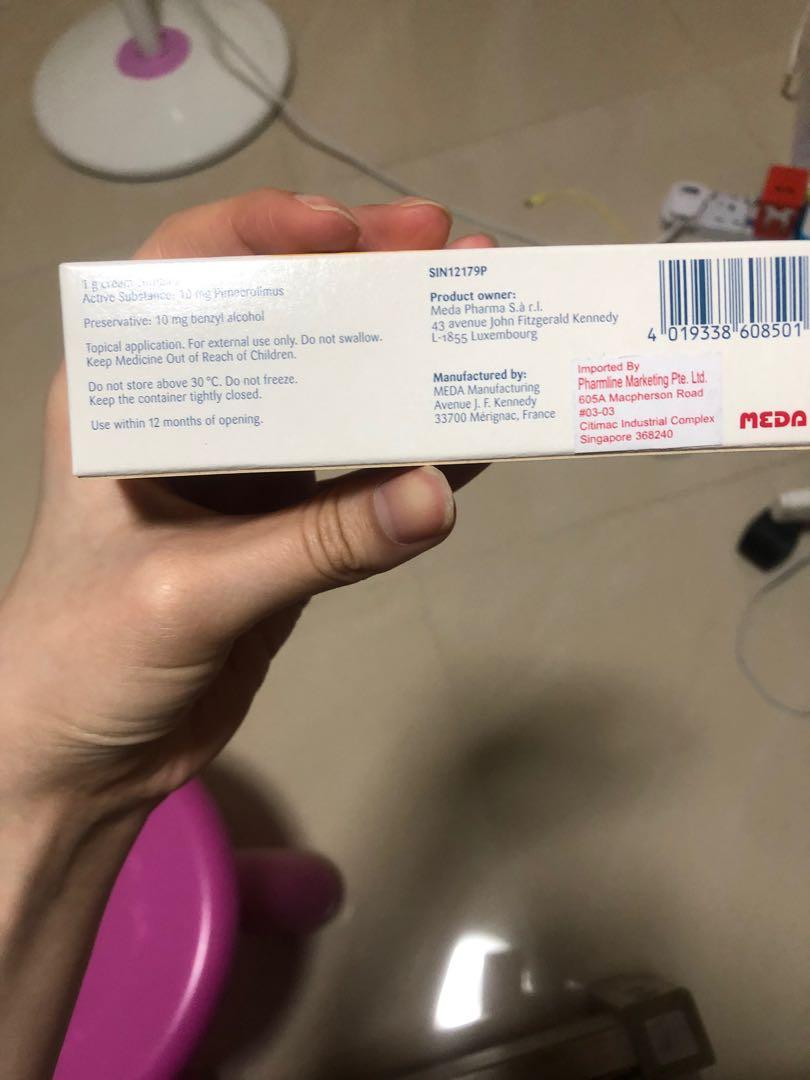 1 g cream
Active Substance: 10 mg Pimecrolimus
Preservative: 10 mg benzyl alcohol
Topical application. For external use only. Do not swallow.
Keep Medicine Out of Reach of Children.
Do not store above 30 °C. Do not freeze.
Keep the container tightly closed.
Use within 12 months of opening.
SIN12179P
Product owner:
Meda Pharma S.à r.l.
43 avenue John Fitzgerald Kennedy
L-1855 Luxembourg
Manufactured by:
MEDA Manufacturing
Avenue J. F. Kennedy
33700 Mérignac, France
4 019338 608501
Imported By
Pharmline Marketing Pte. Ltd.
605A Macpherson Road
#03-03
Citimac Industrial Complex
Singapore 368240
MEDA